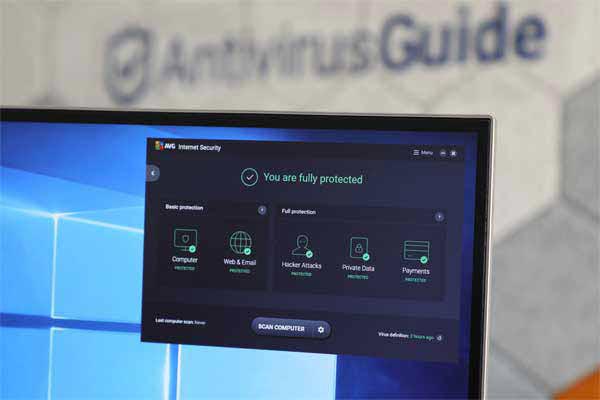 AntivirusGuide
AVG Internet Security
Menu
You are fully protected
Basic protection
Full protection
Computer
PROTECTED
Web & Email
PROTECTED
Hacker Attacks
PROTECTED
Private Data
PROTECTED
Payments
PROTECTED
Last computer scan: Never
SCAN COMPUTER
Virus definition: 2 hours ago